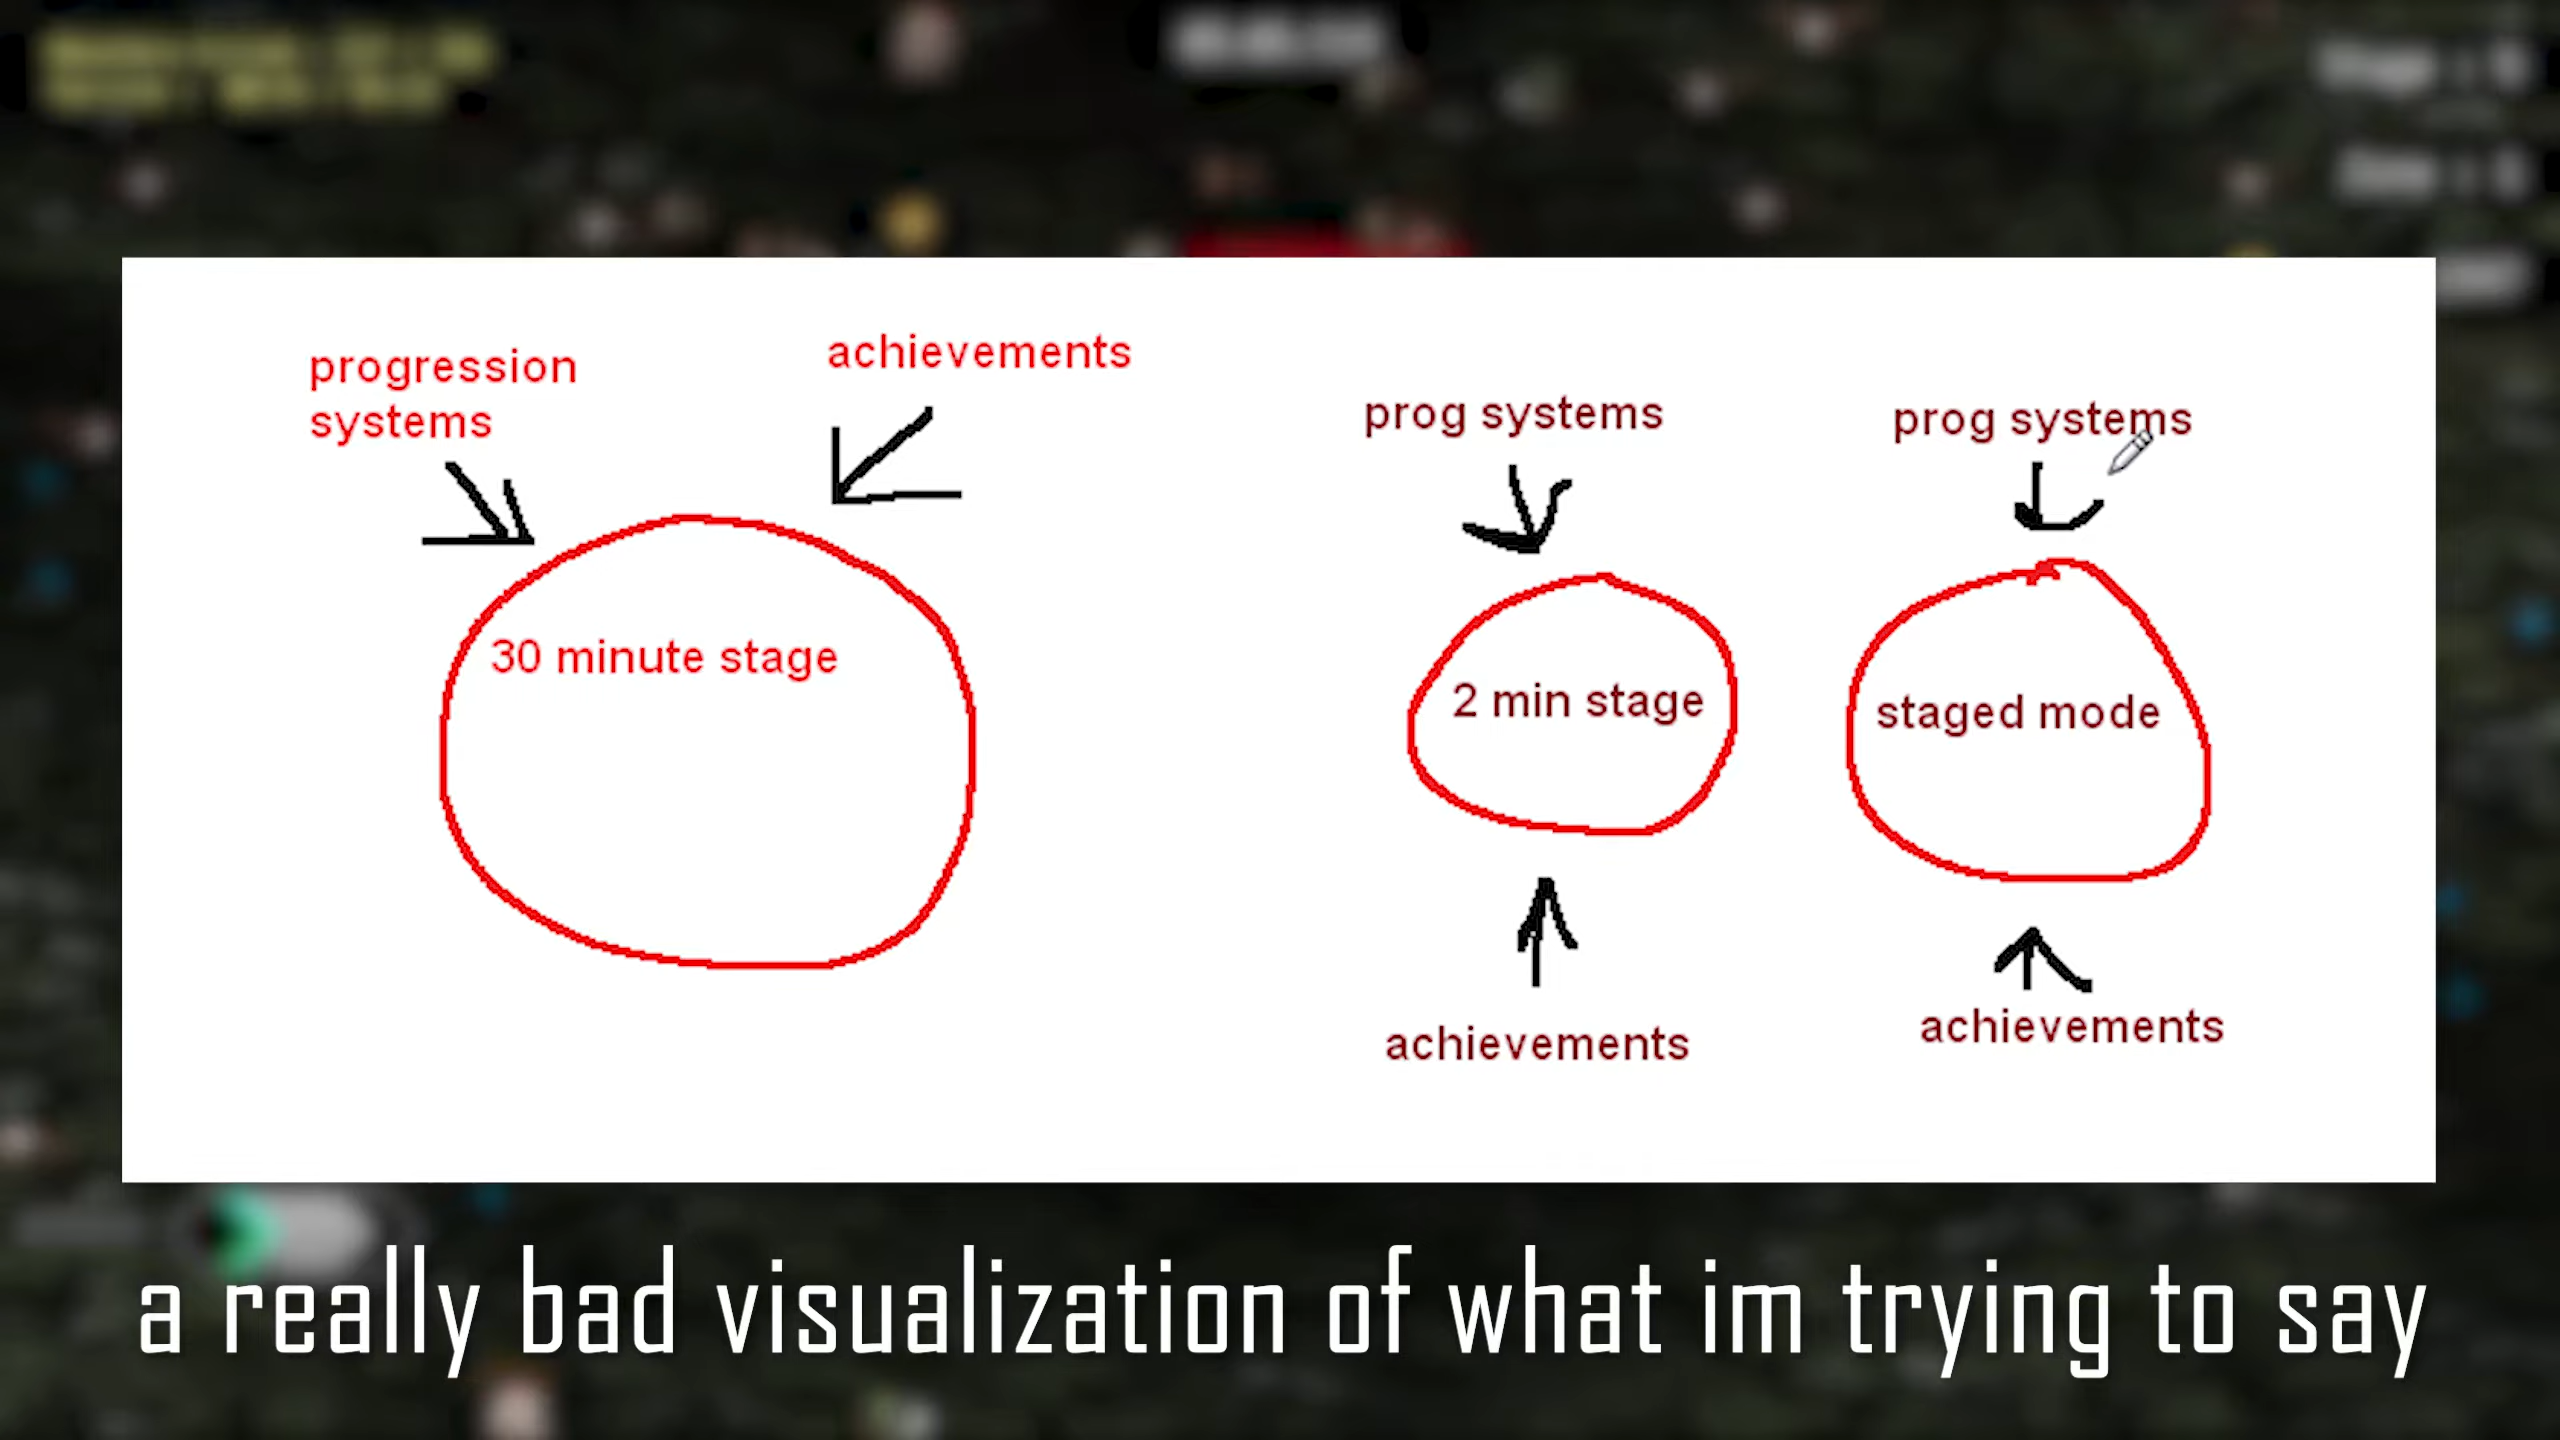 progression
systems
achievements
30 minute stage
prog systems
2 min stage
achievements
prog systems
staged mode
achievements
a really bad visualization of what im trying to say